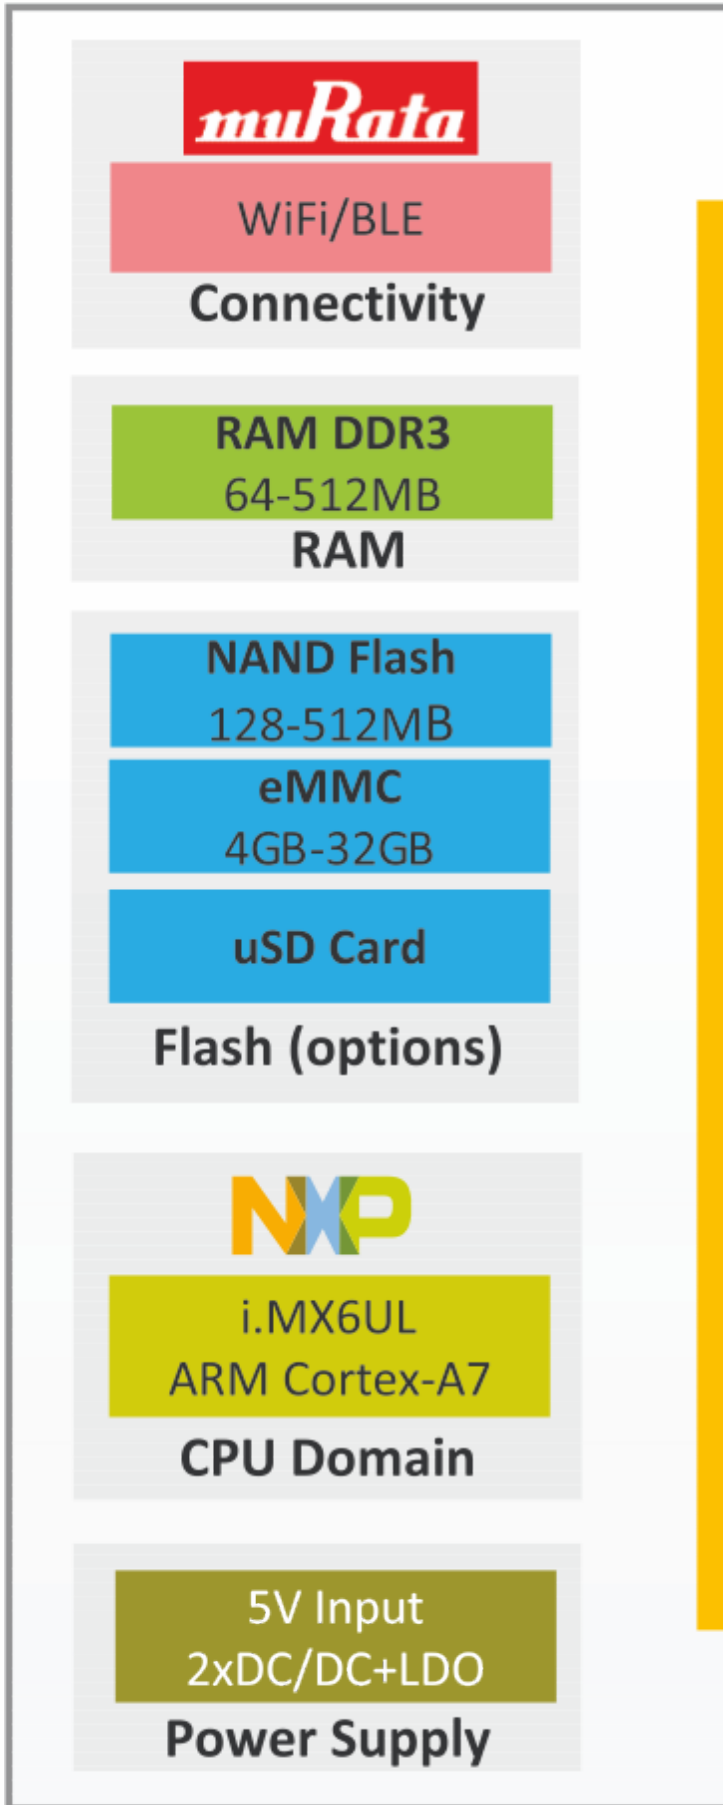 muRata
WiFi/BLE
Connectivity
RAM DDR3
64-512MB
RAM
NAND Flash
128-512MB
eMMC
4GB-32GB
uSD Card
Flash (options)
NXP
i.MX6UL
ARM Cortex-A7
CPU Domain
5V Input
2xDC/DC+LDO
Power Supply